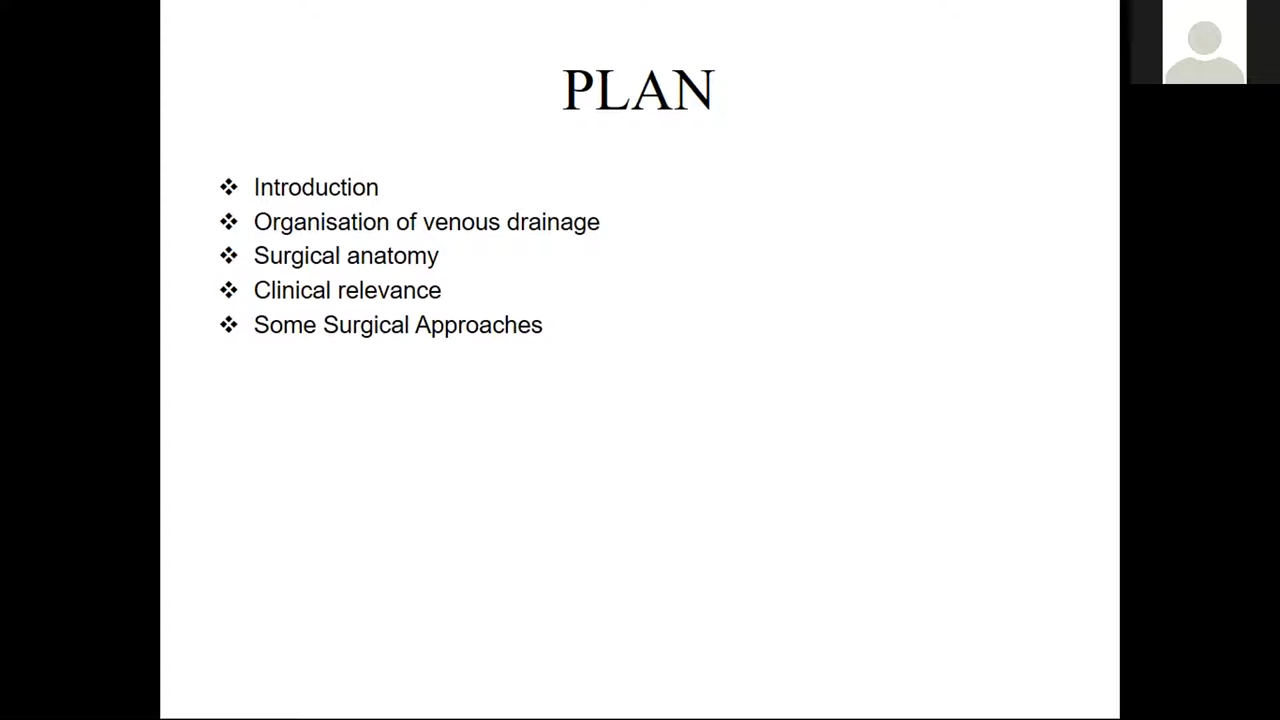 PLAN
❖ Introduction
❖ Organisation of venous drainage
❖ Surgical anatomy
❖ Clinical relevance
❖ Some Surgical Approaches